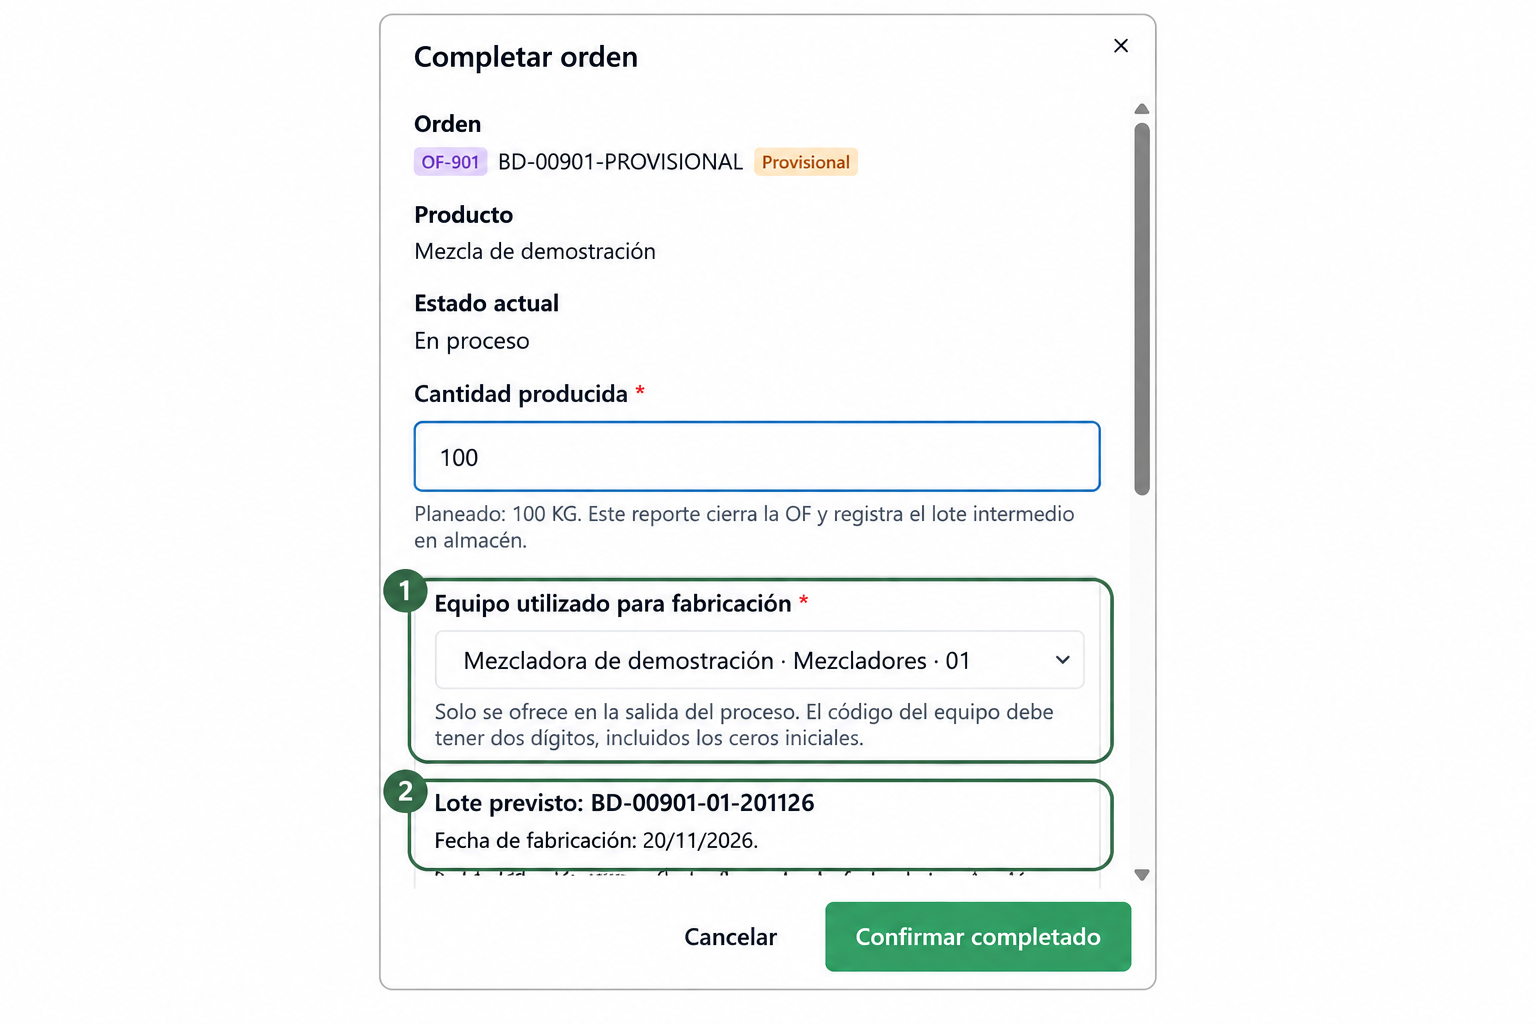 Completar orden
Orden
OF-901 BD-00901-PROVISIONAL Provisional
Producto
Mezcla de demostración
Estado actual
En proceso
Cantidad producida *
100
Planeado: 100 KG. Este reporte cierra la OF y registra el lote intermedio
en almacén.
1
Equipo utilizado para fabricación *
Mezcladora de demostración · Mezcladores · 01
Solo se ofrece en la salida del proceso. El código del equipo debe
tener dos dígitos, incluidos los ceros iniciales.
2
Lote previsto: BD-00901-01-201126
Fecha de fabricación: 20/11/2026.
Cancelar
Confirmar completado